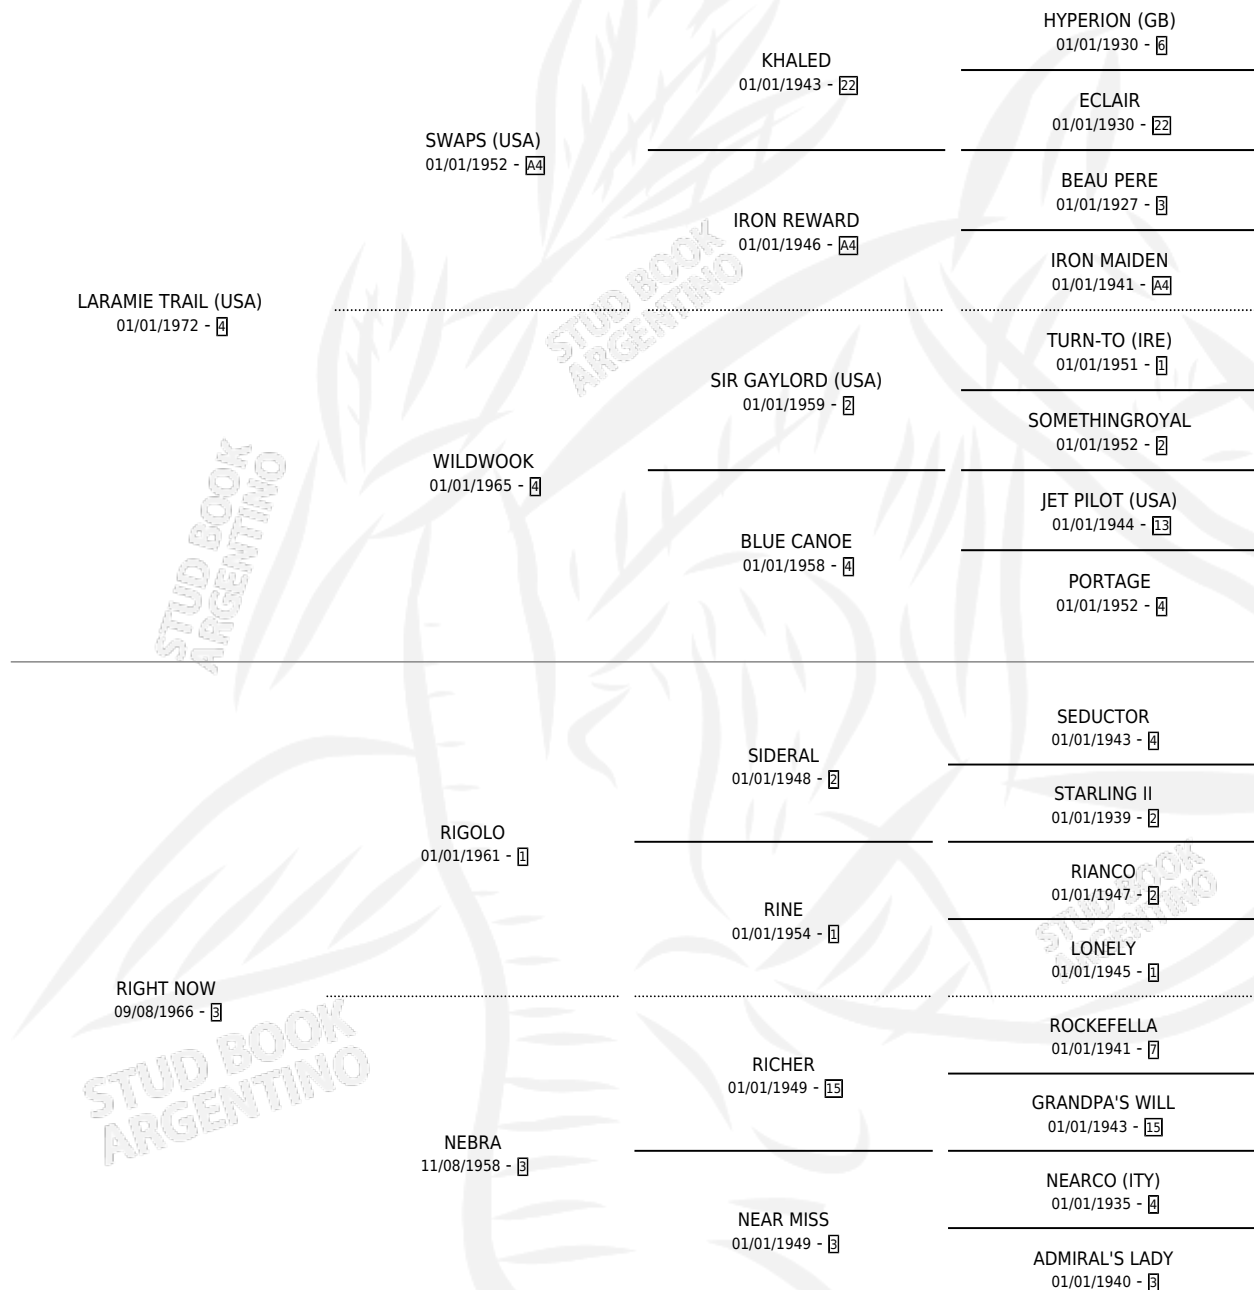 HYPERION (GB)
01/01/1930 - 6
KHALED
01/01/1943 - 22
ECLAIR
01/01/1930 - 22
SWAPS (USA)
01/01/1952 - A4
BEAU PERE
01/01/1927 - 3
IRON REWARD
01/01/1946 - A4
IRON MAIDEN
01/01/1941 - A4
LARAMIE TRAIL (USA)
01/01/1972 - 4
TURN-TO (IRE)
01/01/1951 - 1
SIR GAYLORD (USA)
01/01/1959 - 2
SOMETHINGROYAL
01/01/1952 - 2
WILDWOOK
01/01/1965 - 4
JET PILOT (USA)
01/01/1944 - 13
BLUE CANOE
01/01/1958 - 4
PORTAGE
01/01/1952 - 4
SEDUCTOR
01/01/1943 - 4
SIDERAL
01/01/1948 - 2
STARLING II
01/01/1939 - 2
RIGOLO
01/01/1961 - 1
RIANCO
01/01/1947 - 2
RINE
01/01/1954 - 1
LONELY
01/01/1945 - 1
RIGHT NOW
09/08/1966 - 3
ROCKEFELLA
01/01/1941 - 7
RICHER
01/01/1949 - 15
GRANDPA'S WILL
01/01/1943 - 15
NEBRA
11/08/1958 - 3
NEARCO (ITY)
01/01/1935 - 4
NEAR MISS
01/01/1949 - 3
ADMIRAL'S LADY
01/01/1940 - 3
STUD BOOK
ARGENTINO
STUD BOOK
ARGENTINO
STUD BOOK
ARGENTINO
STUD BOOK
ARGENTINO